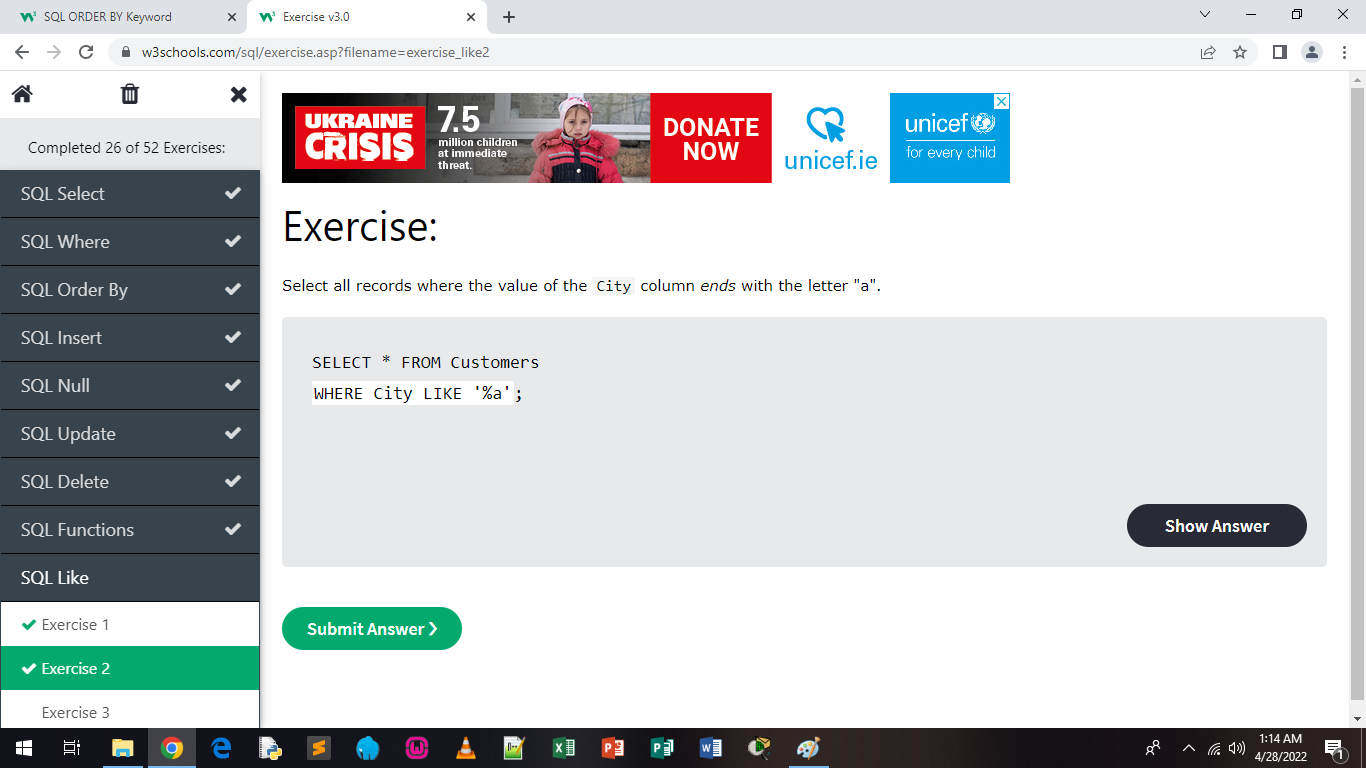 SQL ORDER BY Keyword
Exercise v3.0
w3schools.com/sql/exercise.asp?filename=exercise_like2
Completed 26 of 52 Exercises:
SQL Select
SQL Where
SQL Order By
SQL Insert
SQL Null
SQL Update
SQL Delete
SQL Functions
SQL Like
Exercise 1
Exercise 2
Exercise 3
UKRAINE
CRISIS
7.5
million children
at immediate
threat.
DONATE
NOW
unicef.ie
unicef
for every child
Exercise:
Select all records where the value of the City column ends with the letter "a".
SELECT * FROM Customers
WHERE City LIKE '%a';
Show Answer
Submit Answer ❯
1:14 AM
4/28/2022
1